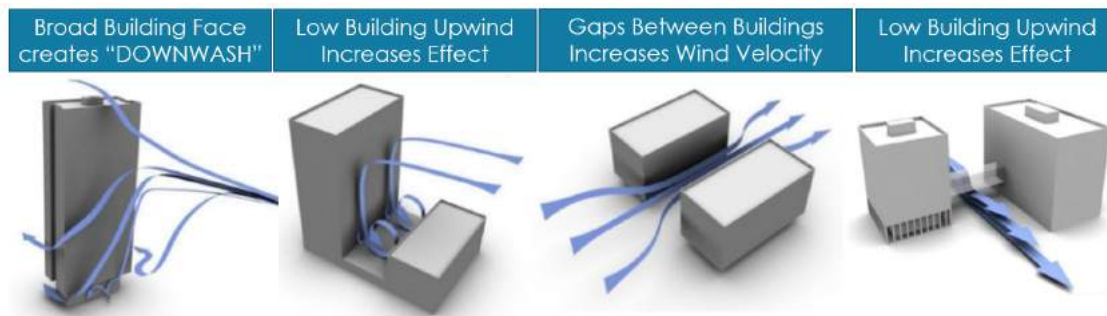 Broad Building Face
creates “DOWNWASH”
Low Building Upwind
Increases Effect
Gaps Between Buildings
Increases Wind Velocity
Low Building Upwind
Increases Effect